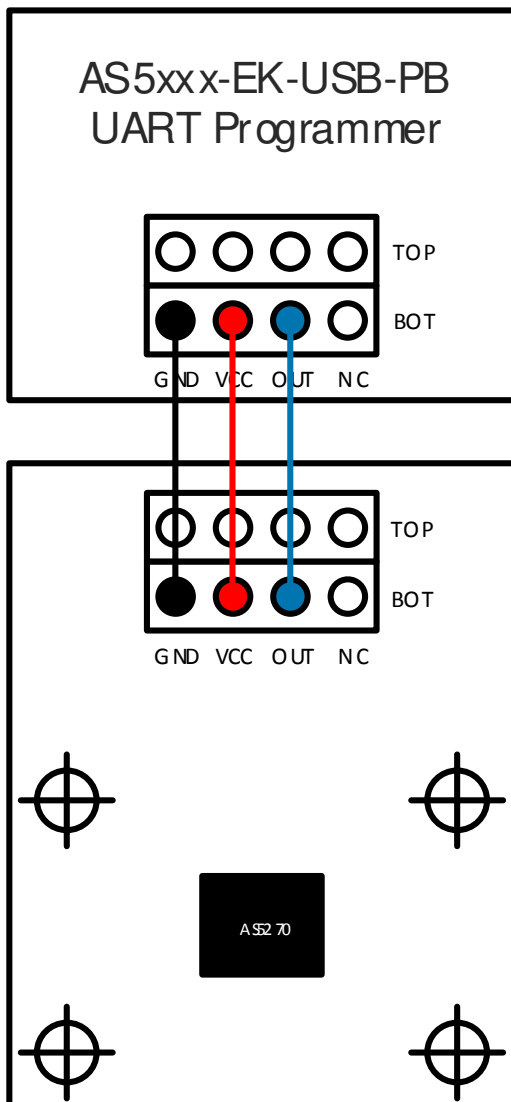 AS5xxx-EK-USB-PB
UART Programmer
TOP
BOT
GND VCC OUT NC
TOP
BOT
GND VCC OUT NC
AS5270